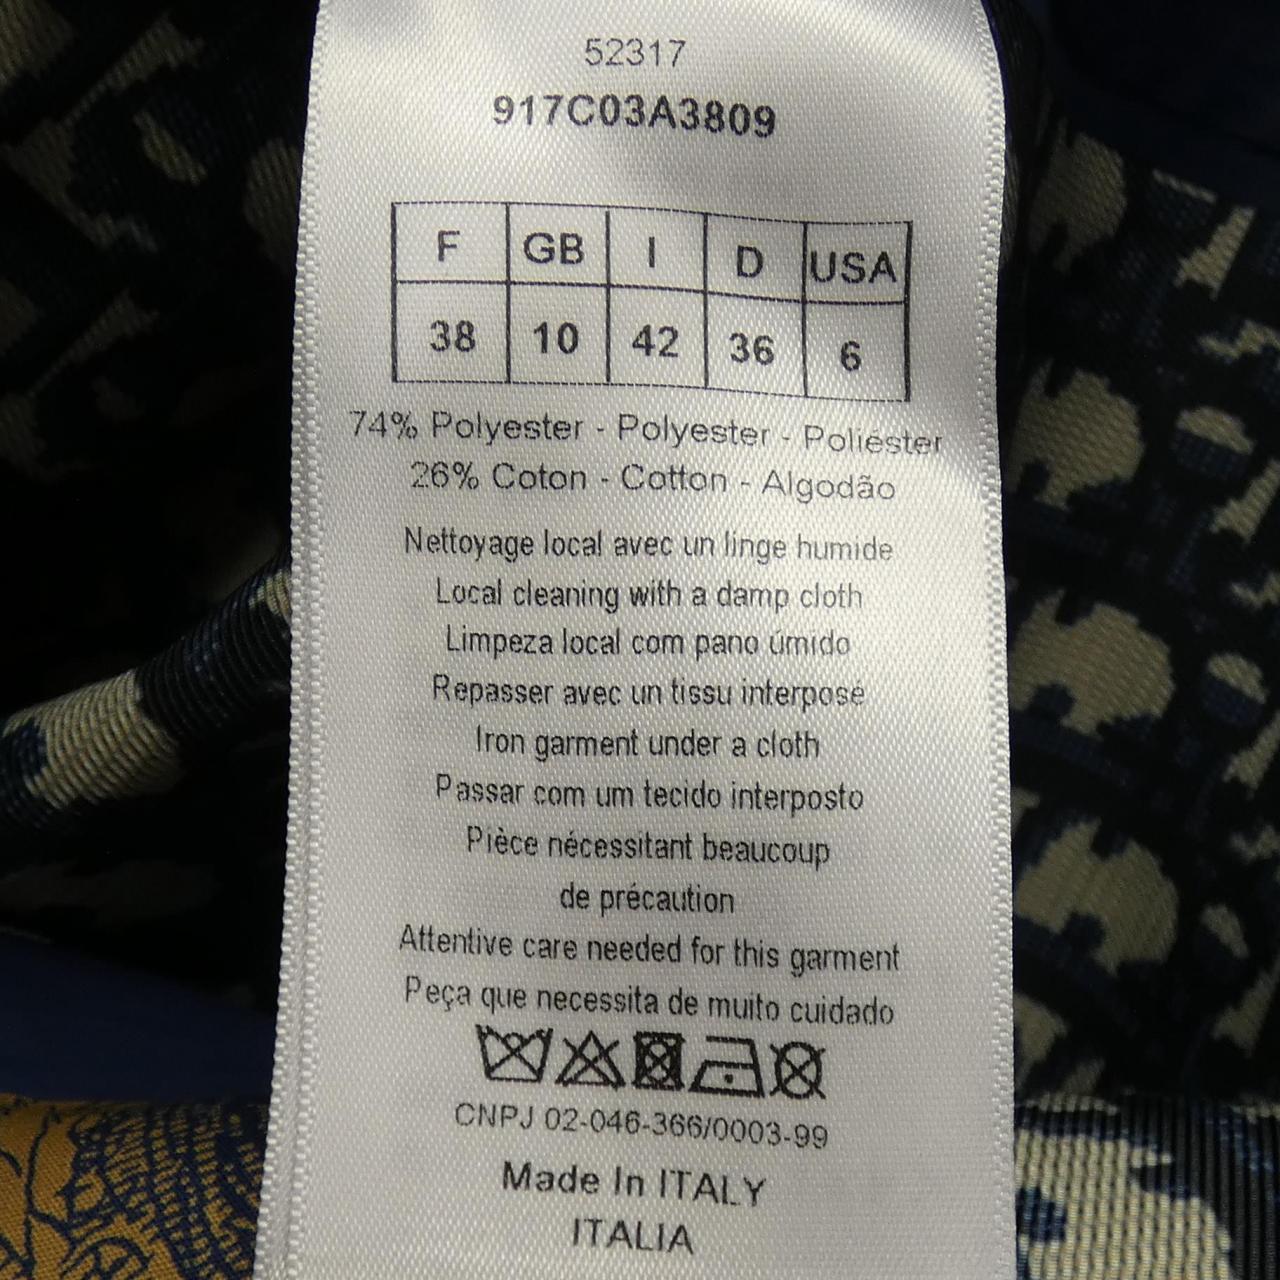 52317
917C03A3809
F GB I D USA
38 10 42 36 6
74% Polyester - Polyester - Poliéster
26% Coton - Cotton - Algodão
Nettoyage local avec un linge humide
Local cleaning with a damp cloth
Limpeza local com pano úmido
Repasser avec un tissu interposé
Iron garment under a cloth
Passar com um tecido interposto
Pièce nécessitant beaucoup
de précaution
Attentive care needed for this garment
Peça que necessita de muito cuidado
CNPJ 02-046-366/0003-99
Made In ITALY
ITALIA